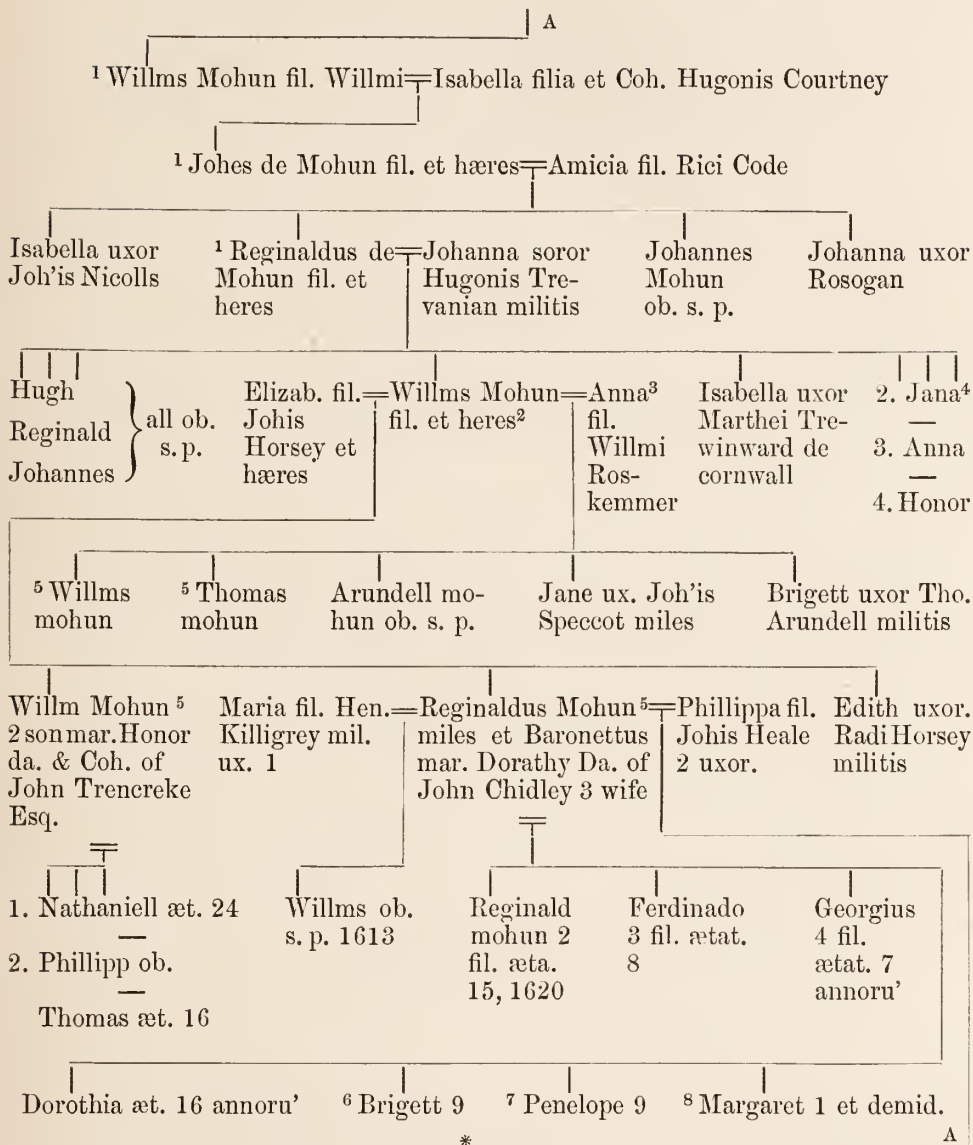 A
¹ Willms Mohun fil. Willmi=Isabella filia et Coh. Hugonis Courtney
¹ Johes de Mohun fil. et hæres=Amicia fil. Rici Code
Isabella uxor
Joh'is Nicolls
¹ Reginaldus de
Mohun fil. et
heres
=Johanna soror
Hugonis Tre-
vanian militis
Johannes
Mohun
ob. s. p.
Johanna uxor
Rosogan
Hugh
Reginald
Johannes
all ob.
s. p.
Elizab. fil.
Johis
Horsey et
hæres
=Willms Mohun
fil. et heres²
=Anna³
fil.
Willmi
Ros-
kemmer
Isabella uxor
Marthei Tre-
winward de
cornwall
2. Jana⁴
—
3. Anna
—
4. Honor
⁵ Willms
mohun
⁵ Thomas
mohun
Arundell mo-
hun ob. s. p.
Jane ux. Joh'is
Speccot miles
Brigett uxor Tho.
Arundell militis
Willm Mohun ⁵
2 son mar. Honor
da. & Coh. of
John Trencreke
Esq.
Maria fil. Hen.
Killigrey mil.
ux. 1
=Reginaldus Mohun⁵
miles et Baronettus
mar. Dorathy Da. of
John Chidley 3 wife
=Phillippa fil.
Johis Heale
2 uxor.
Edith uxor.
Radi Horsey
militis
1. Nathaniell æt. 24
—
2. Phillipp ob.
—
Thomas æt. 16
Willms ob.
s. p. 1613
Reginald
mohun 2
fil. æta.
15, 1620
Ferdinado
3 fil. ætat.
8
Georgius
4 fil.
ætat. 7
annoru'
Dorothia æt. 16 annoru'
⁶ Brigett 9
⁷ Penelope 9
⁸ Margaret 1 et demid.
*
A